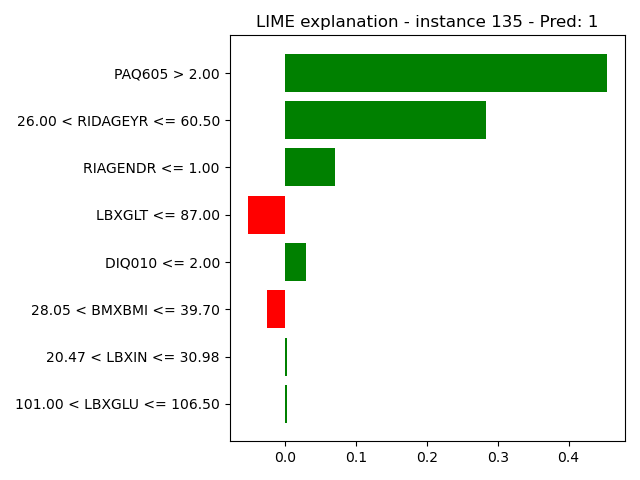 LIME explanation - instance 135 - Pred: 1
PAQ605 > 2.00
26.00 < RIDAGEYR <= 60.50
RIAGENDR <= 1.00
LBXGLT <= 87.00
DIQ010 <= 2.00
28.05 < BMXBMI <= 39.70
20.47 < LBXIN <= 30.98
101.00 < LBXGLU <= 106.50
0.0 0.1 0.2 0.3 0.4